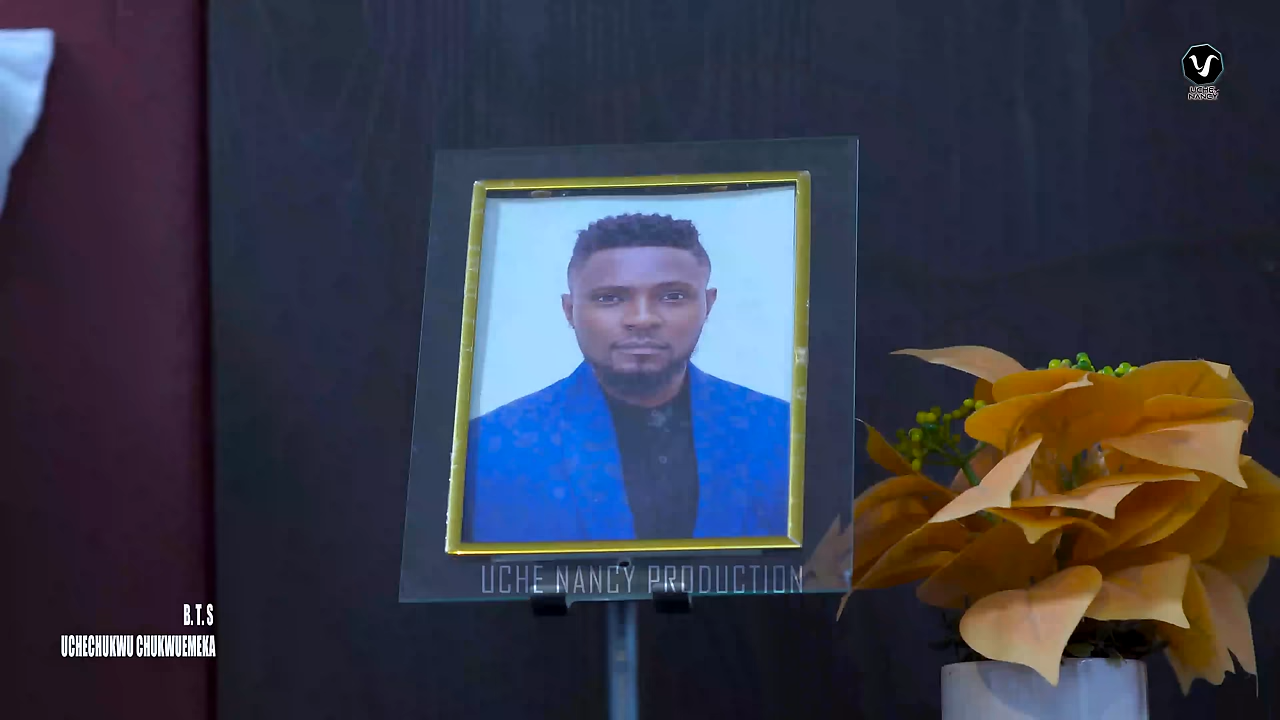 UCHE
NANCY
UCHE NANCY PRODUCTION
B.T.S
UCHECHUKWU CHUKWUEMEKA